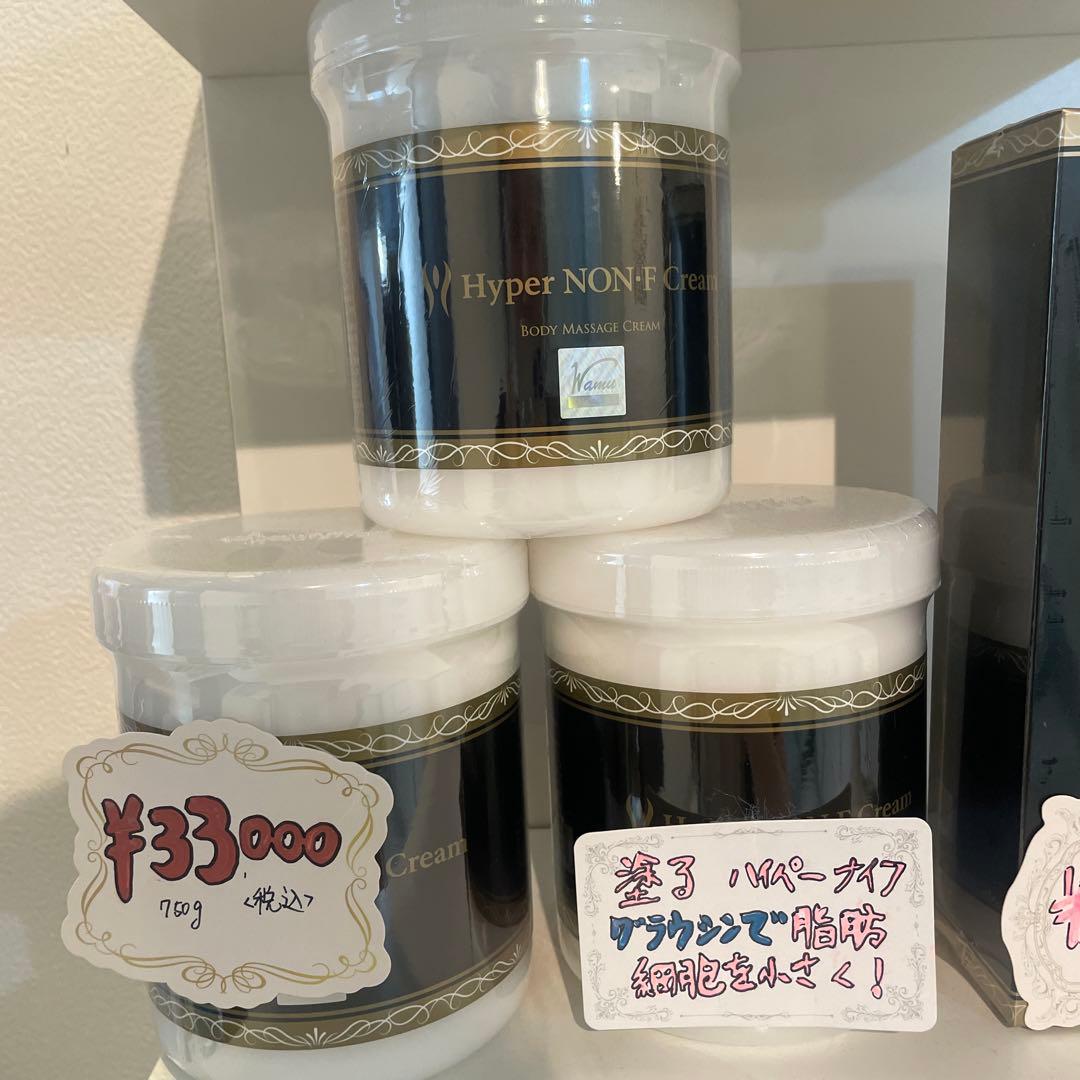 Hyper NON·F Cream
BODY MASSAGE CREAM
Wamu
¥33,000
750g <税込>
Cream
Cream
塗る ハイパーナイフ
グラウシンで脂肪
細胞を小さく!